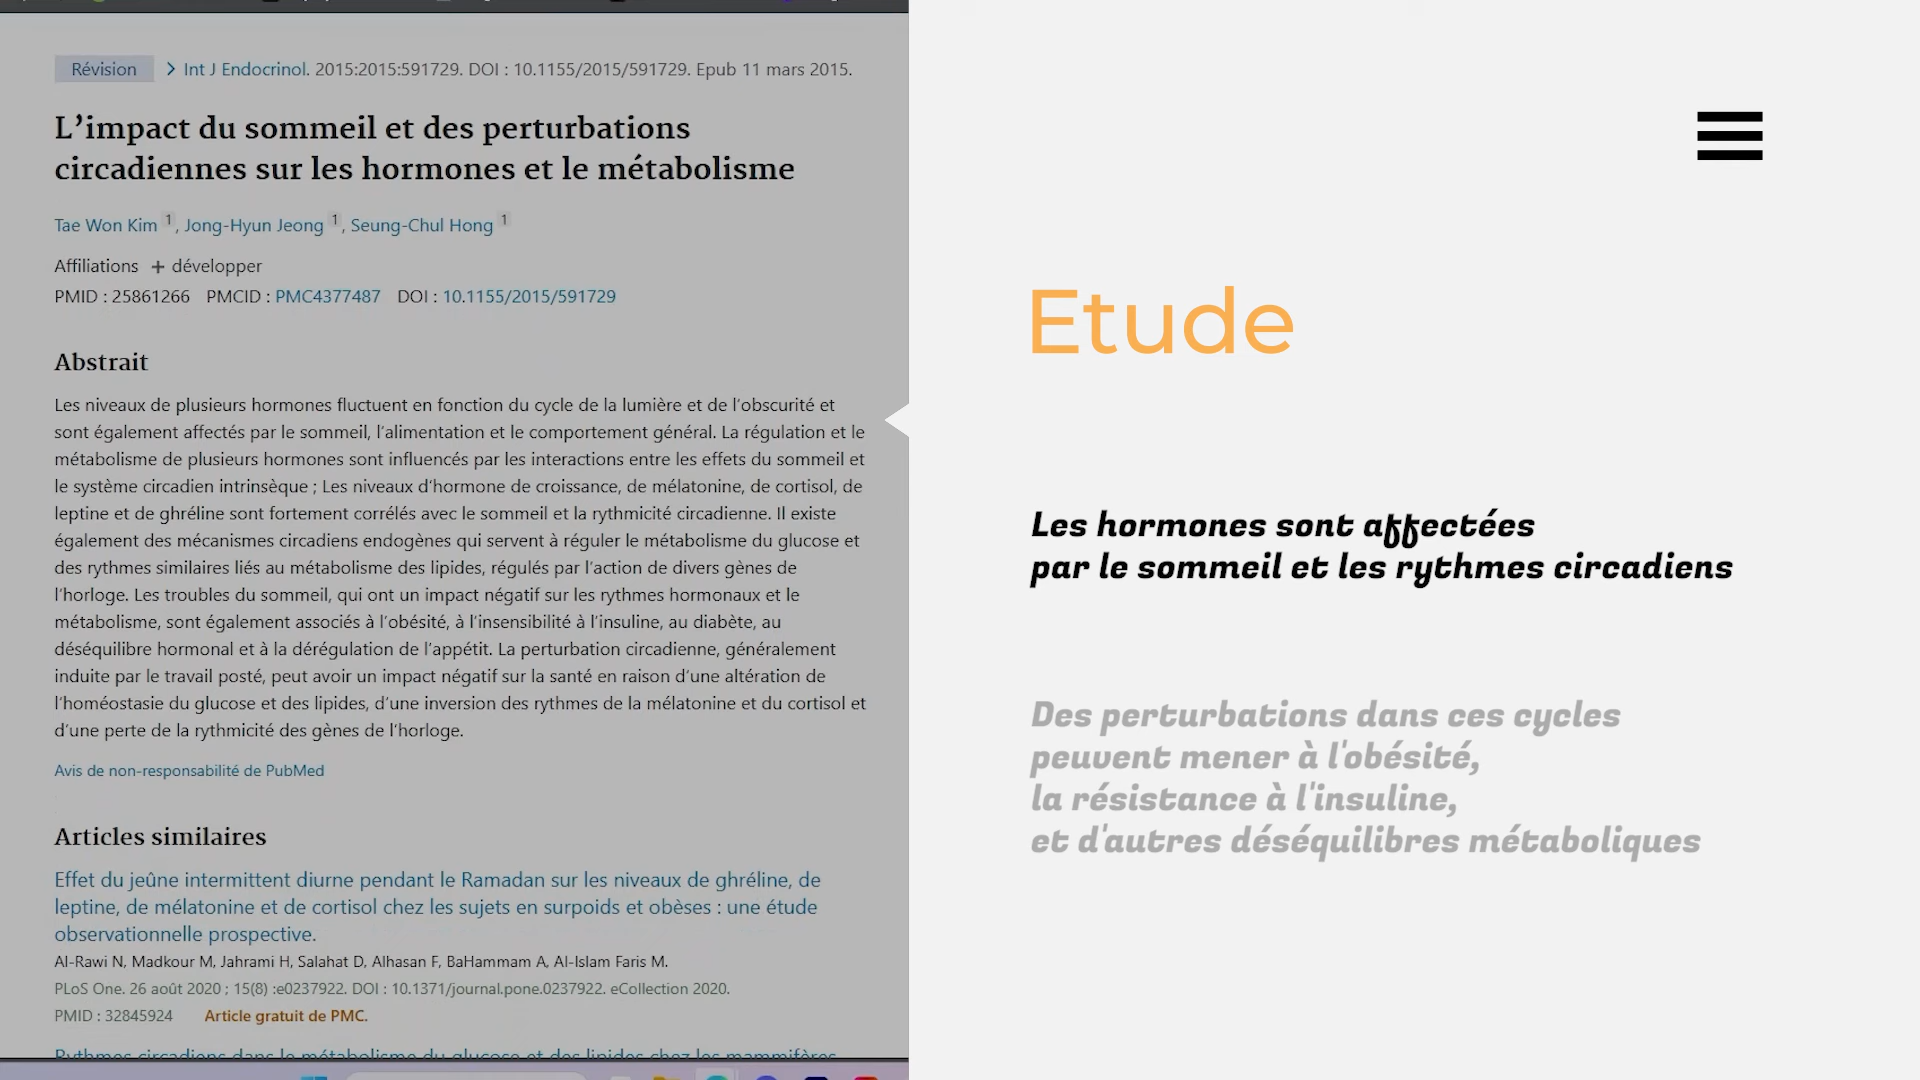 Révision > Int J Endocrinol. 2015:2015:591729. DOI : 10.1155/2015/591729. Epub 11 mars 2015.
L’impact du sommeil et des perturbations
circadiennes sur les hormones et le métabolisme
Tae Won Kim 1, Jong-Hyun Jeong 1, Seung-Chul Hong 1
Affiliations + développer
PMID : 25861266 PMCID : PMC4377487 DOI : 10.1155/2015/591729
Abstrait
Les niveaux de plusieurs hormones fluctuent en fonction du cycle de la lumière et de l’obscurité et
sont également affectés par le sommeil, l’alimentation et le comportement général. La régulation et le
métabolisme de plusieurs hormones sont influencés par les interactions entre les effets du sommeil et
le système circadien intrinsèque ; Les niveaux d’hormone de croissance, de mélatonine, de cortisol, de
leptine et de ghréline sont fortement corrélés avec le sommeil et la rythmicité circadienne. Il existe
également des mécanismes circadiens endogènes qui servent à réguler le métabolisme du glucose et
des rythmes similaires liés au métabolisme des lipides, régulés par l’action de divers gènes de
l’horloge. Les troubles du sommeil, qui ont un impact négatif sur les rythmes hormonaux et le
métabolisme, sont également associés à l’obésité, à l’insensibilité à l’insuline, au diabète, au
déséquilibre hormonal et à la dérégulation de l’appétit. La perturbation circadienne, généralement
induite par le travail posté, peut avoir un impact négatif sur la santé en raison d’une altération de
l’homéostasie du glucose et des lipides, d’une inversion des rythmes de la mélatonine et du cortisol et
d’une perte de la rythmicité des gènes de l’horloge.
Avis de non-responsabilité de PubMed
Articles similaires
Effet du jeûne intermittent diurne pendant le Ramadan sur les niveaux de ghréline, de
leptine, de mélatonine et de cortisol chez les sujets en surpoids et obèses : une étude
observationnelle prospective.
Al-Rawi N, Madkour M, Jahrami H, Salahat D, Alhasan F, BaHammam A, Al-Islam Faris M.
PLoS One. 26 août 2020 ; 15(8) :e0237922. DOI : 10.1371/journal.pone.0237922. eCollection 2020.
PMID : 32845924 Article gratuit de PMC.
Rythmes circadiens dans le métabolisme du glucose et des lipides chez les mammifères
Etude
Les hormones sont affectées
par le sommeil et les rythmes circadiens
Des perturbations dans ces cycles
peuvent mener à l'obésité,
la résistance à l'insuline,
et d'autres déséquilibres métaboliques